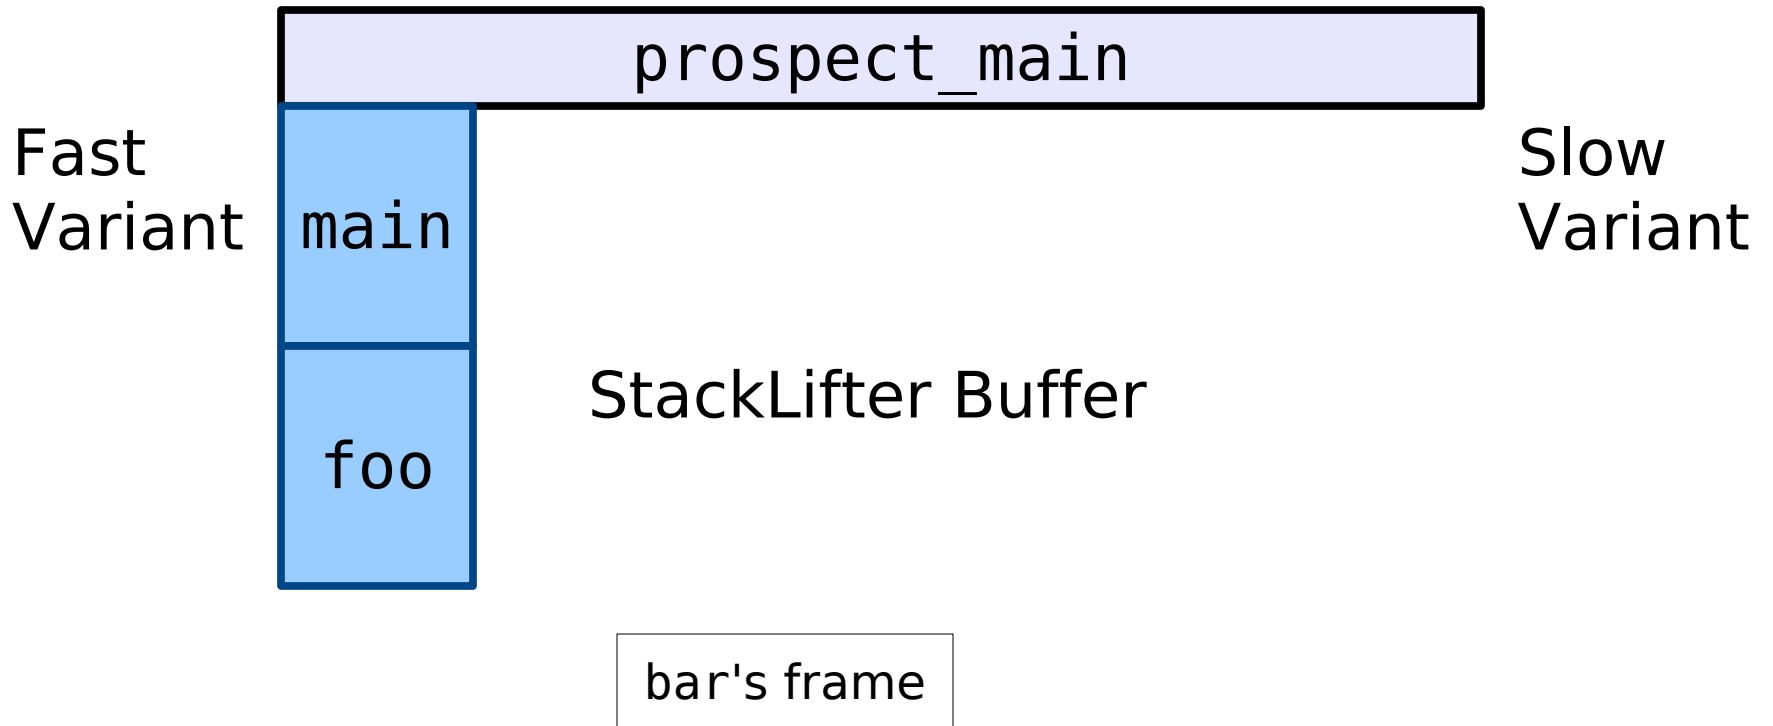 prospect_main
Fast
Variant
main
Slow
Variant
StackLifter Buffer
foo
bar's frame